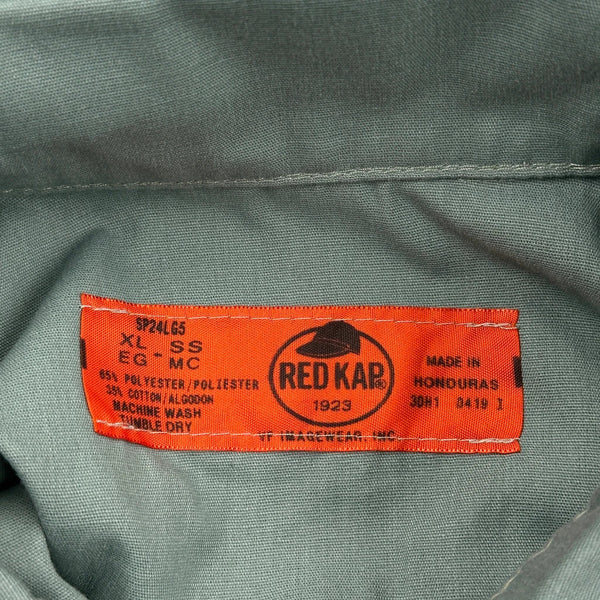 SP24LG5
XL - SS
EG - MC
65% POLYESTER/POLIESTER
35% COTTON/ALGODON
MACHINE WASH
TUMBLE DRY
RED KAP®
1923
VF IMAGEWEAR, INC
MADE IN
HONDURAS
30H1 0419 I